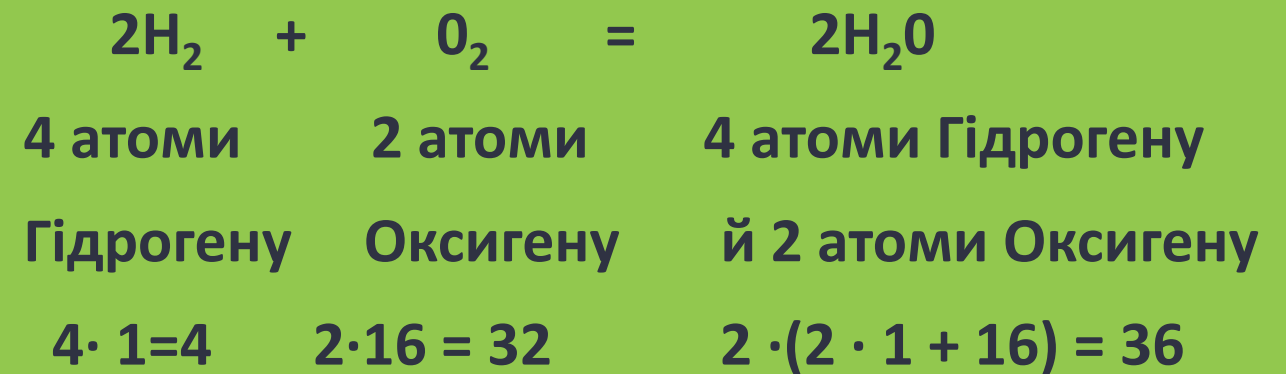 2H₂ + 0₂ = 2H₂0
4 атоми 2 атоми 4 атоми Гідрогену
Гідрогену Оксигену й 2 атоми Оксигену
4· 1=4 2·16 = 32 2 ·(2 · 1 + 16) = 36